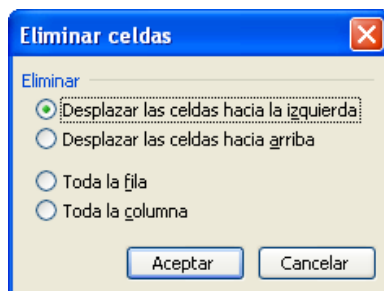 Eliminar celdas
Eliminar
Desplazar las celdas hacia la izquierda
Desplazar las celdas hacia arriba
Toda la fila
Toda la columna
Aceptar Cancelar